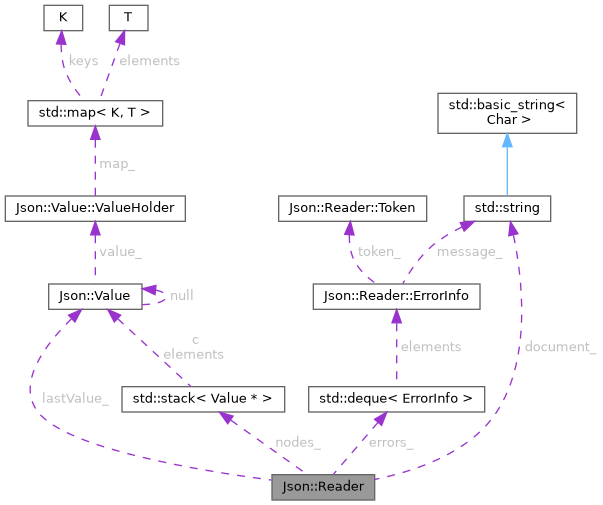 K
T
keys
elements
std::map< K, T >
std::basic_string<
Char >
map_
Json::Value::ValueHolder
Json::Reader::Token
std::string
value_
token_
message_
Json::Value
null
Json::Reader::ErrorInfo
c
elements
elements
document_
lastValue_
std::stack< Value * >
std::deque< ErrorInfo >
nodes_
errors_
Json::Reader